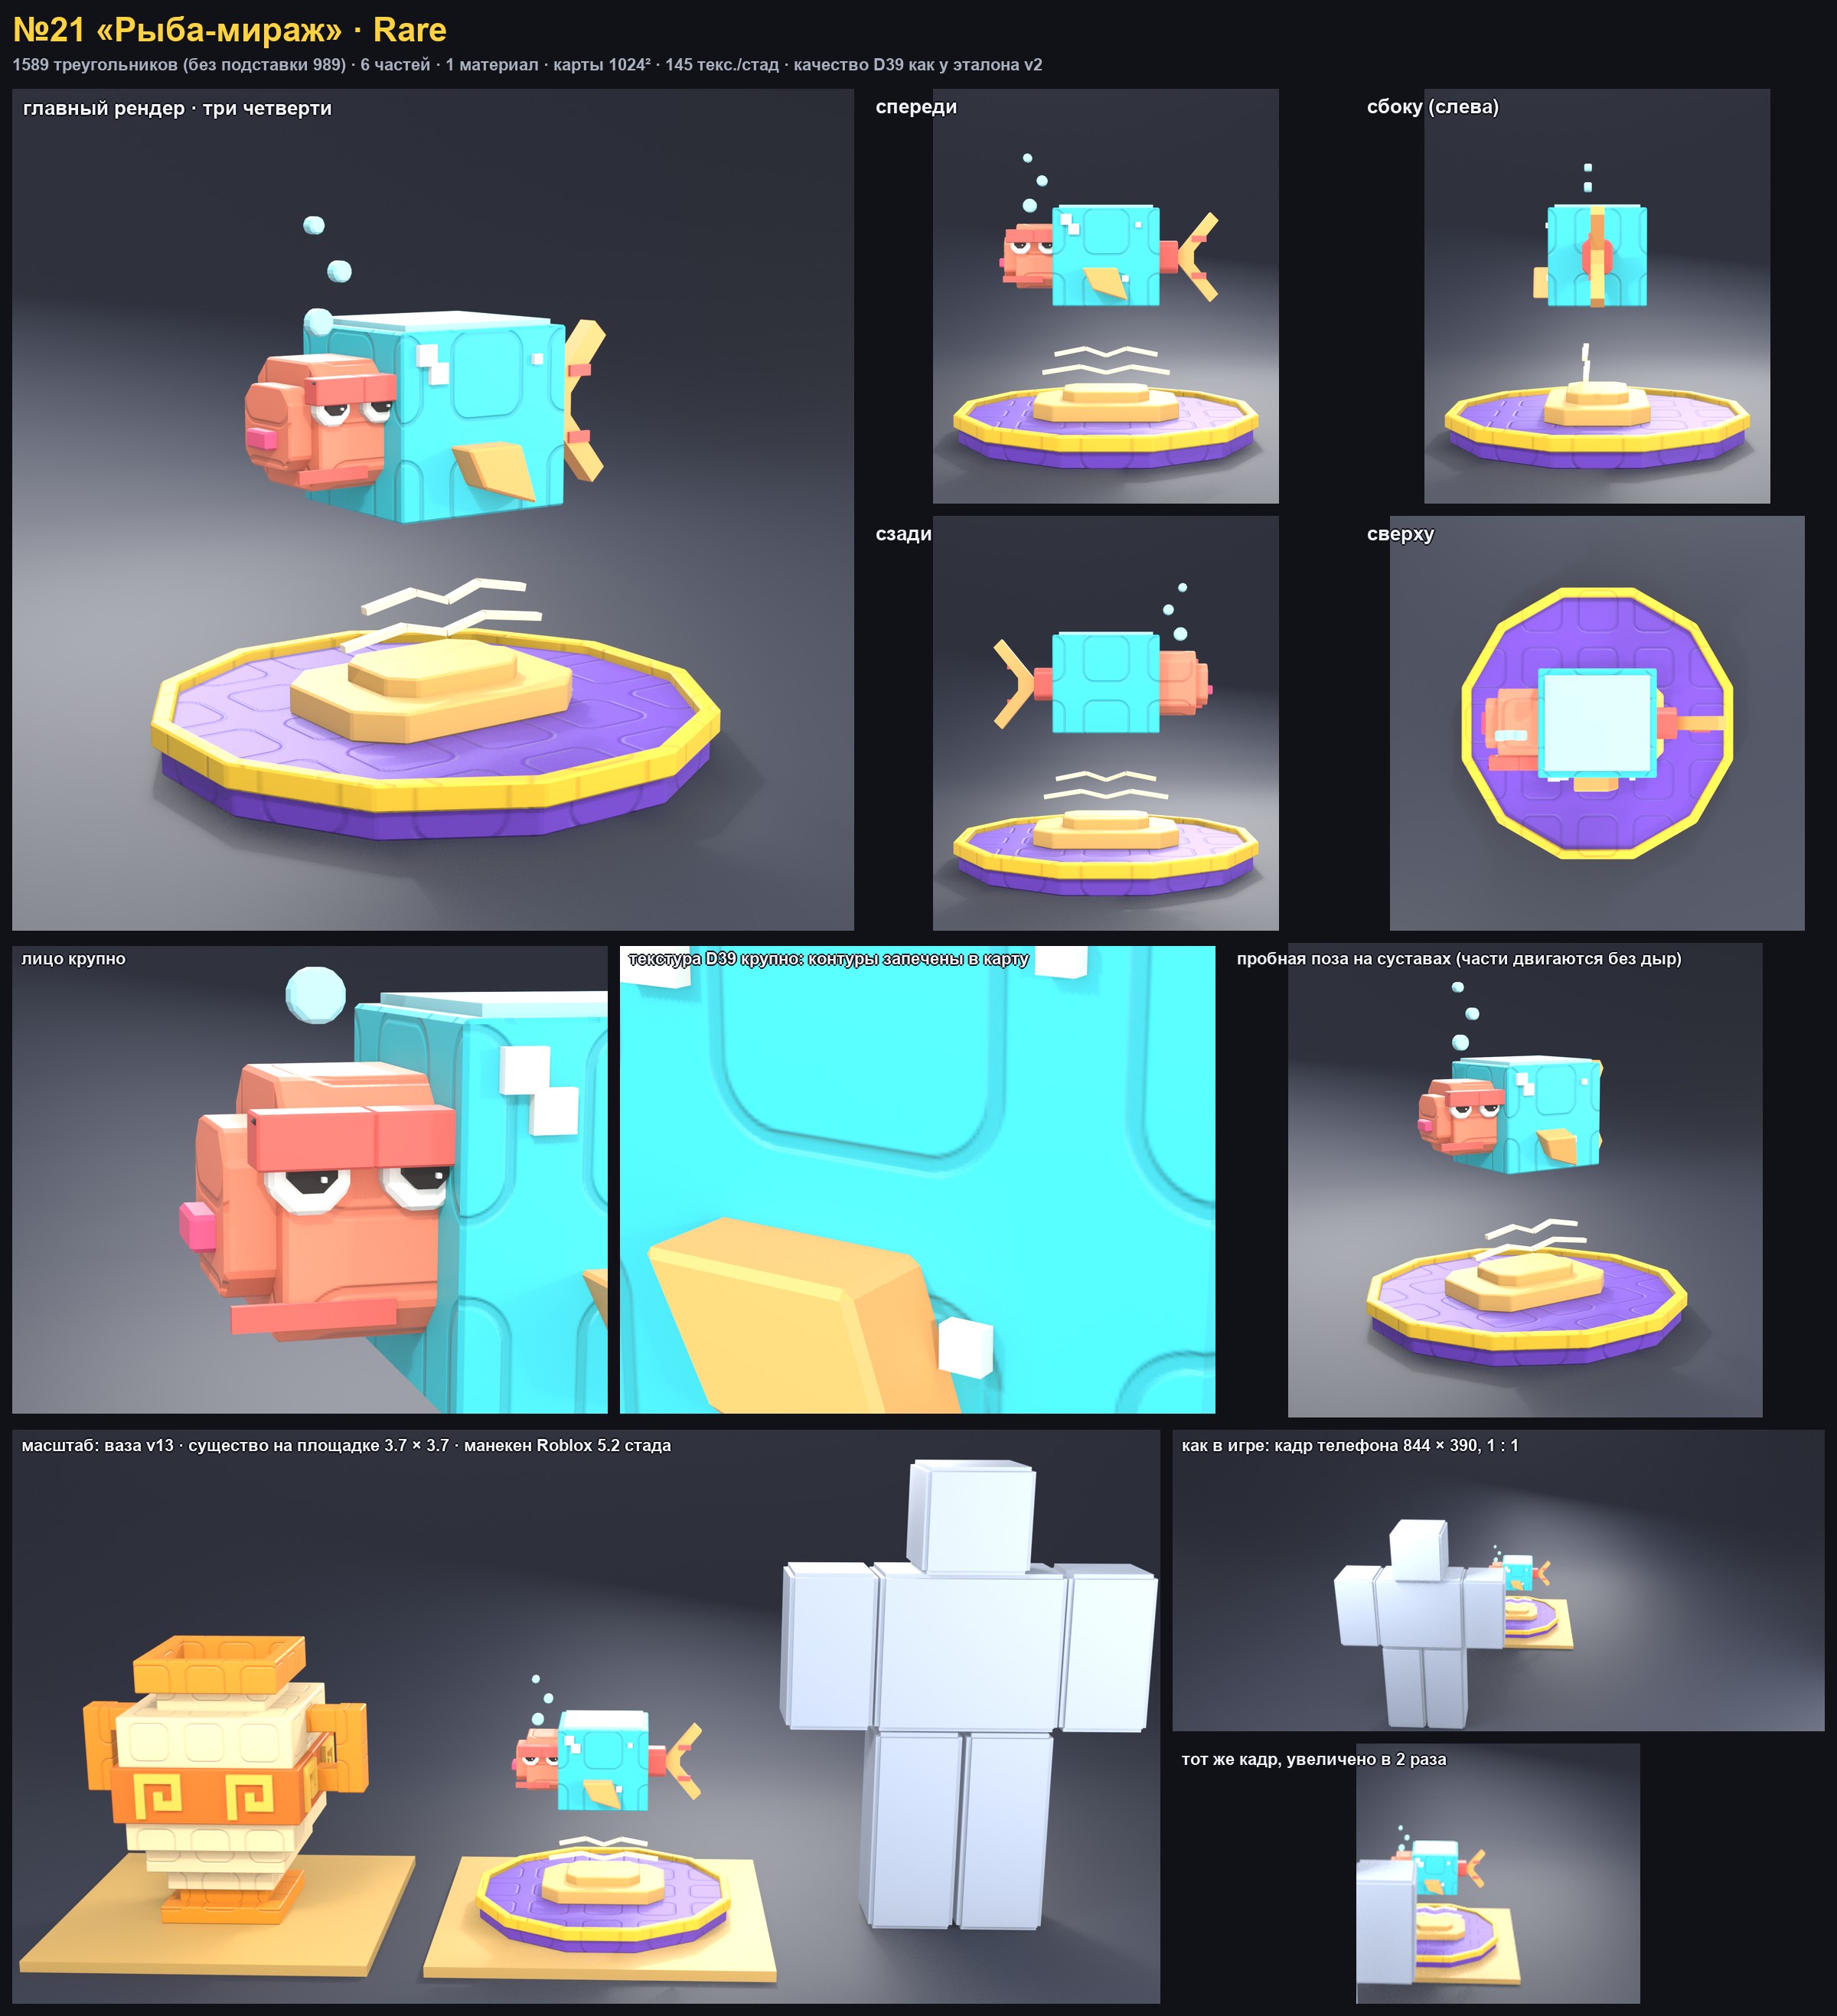 №21 «Рыба-мираж» · Rare
1589 треугольников (без подставки 989) · 6 частей · 1 материал · карты 1024² · 145 текс./стад · качество D39 как у эталона v2
главный рендер · три четверти
спереди
сбоку (слева)
сзади
сверху
лицо крупно
текстура D39 крупно: контуры запечены в карту
пробная поза на суставах (части двигаются без дыр)
масштаб: ваза v13 · существо на площадке 3.7 × 3.7 · манекен Roblox 5.2 стада
как в игре: кадр телефона 844 × 390, 1 : 1
тот же кадр, увеличено в 2 раза